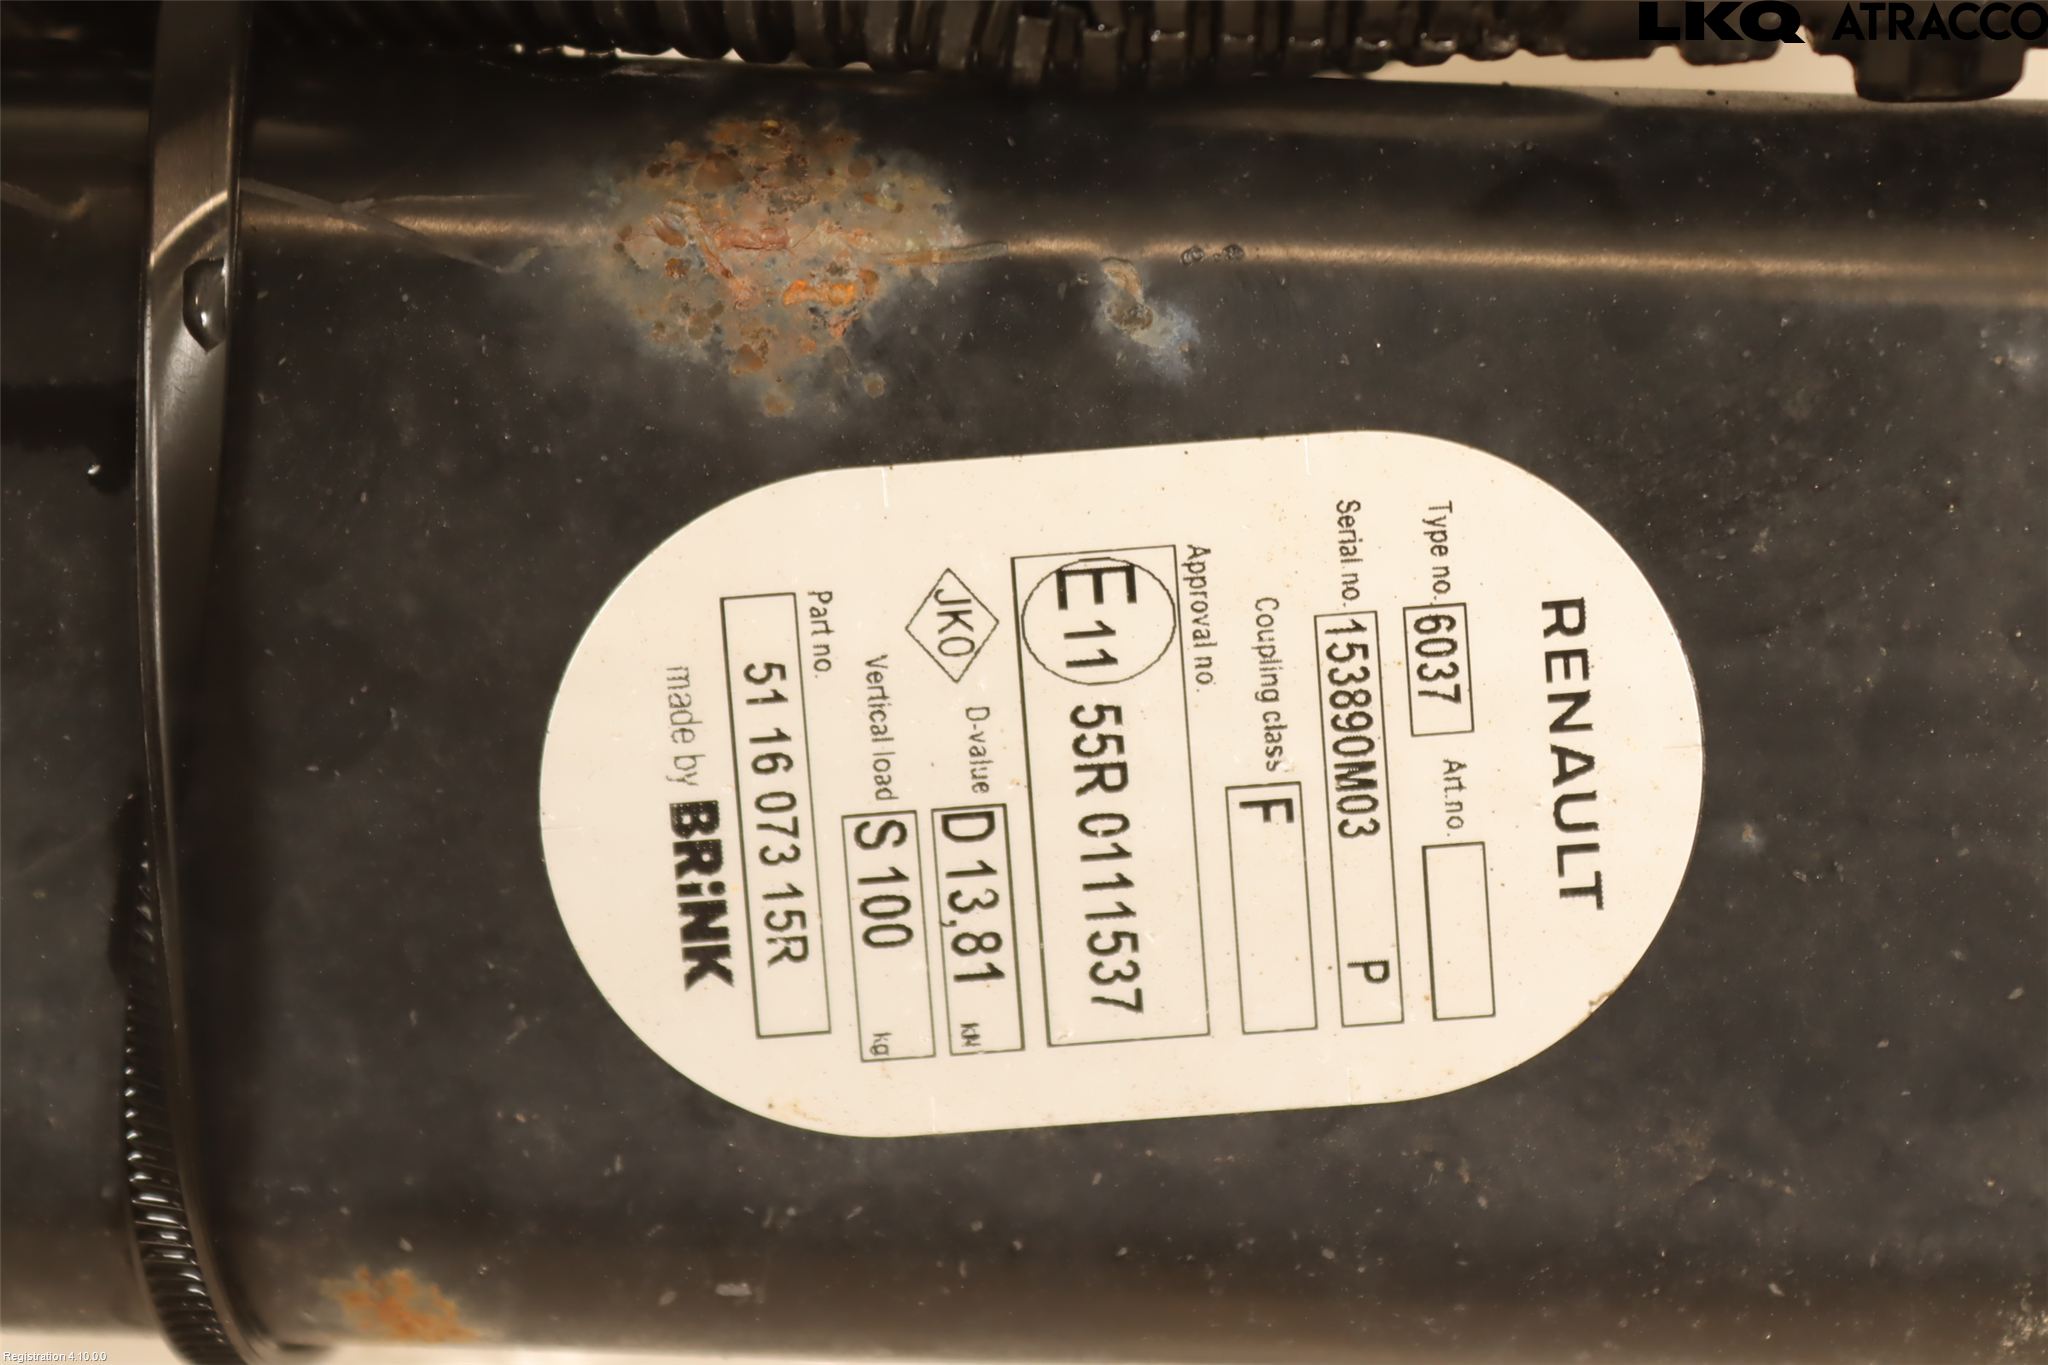 LKQ ATRACCO
RENAULT
Type no. 6037 Art.no.
Serial no. 153890M03 P
Coupling class F
Approval no.
E11 55R 0111537
JKO D-value D 13,81 kN
Vertical load S 100 kg
Part no.
51 16 073 15R
made by BRiNK
Registration 4.10.0.0